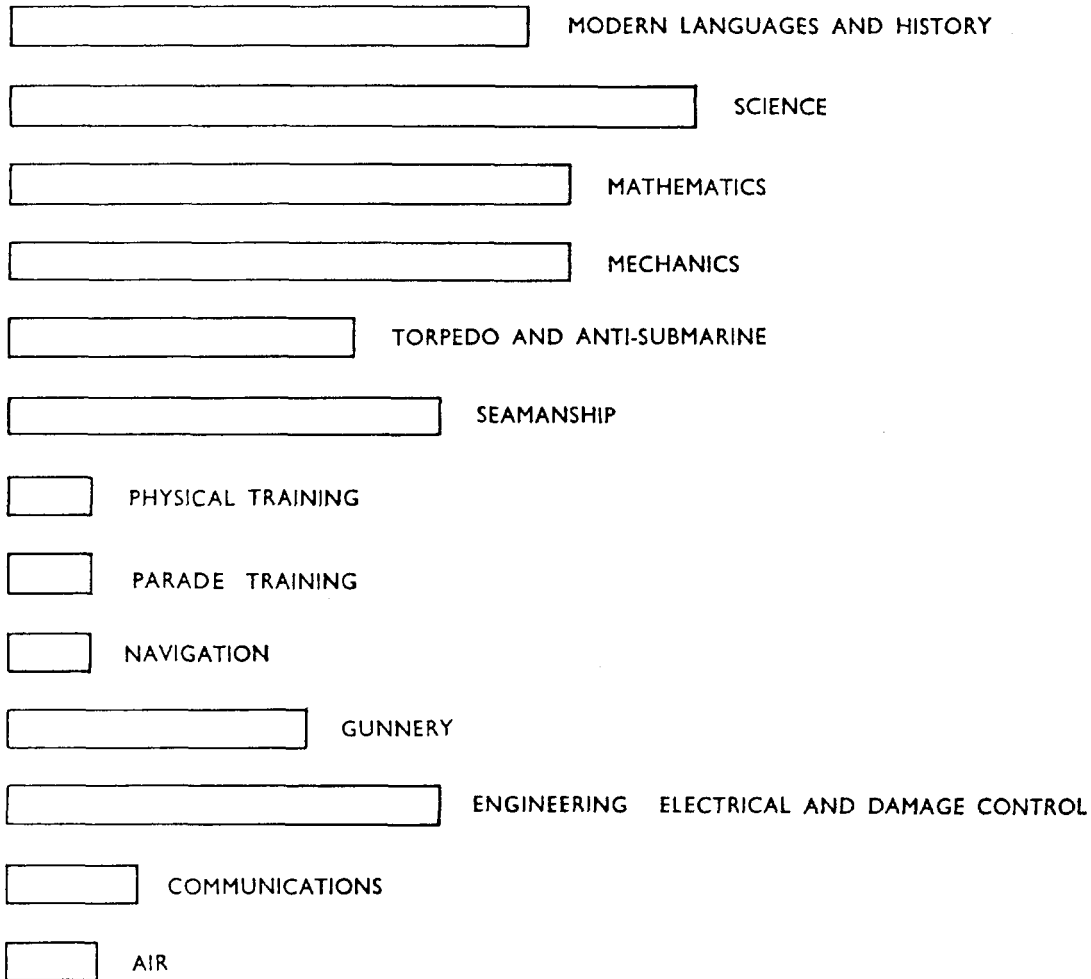 MODERN LANGUAGES AND HISTORY
SCIENCE
MATHEMATICS
MECHANICS
TORPEDO AND ANTI-SUBMARINE
SEAMANSHIP
PHYSICAL TRAINING
PARADE TRAINING
NAVIGATION
GUNNERY
ENGINEERING ELECTRICAL AND DAMAGE CONTROL
COMMUNICATIONS
AIR